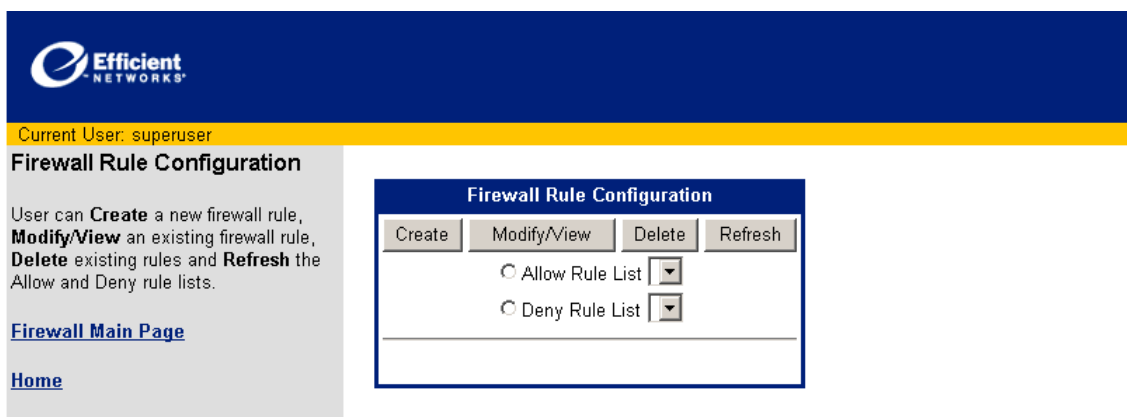 Efficient
NETWORKS®
Current User: superuser
Firewall Rule Configuration
User can Create a new firewall rule,
Modify/View an existing firewall rule,
Delete existing rules and Refresh the
Allow and Deny rule lists.
Firewall Main Page
Home
Firewall Rule Configuration
Create Modify/View Delete Refresh
Allow Rule List
Deny Rule List